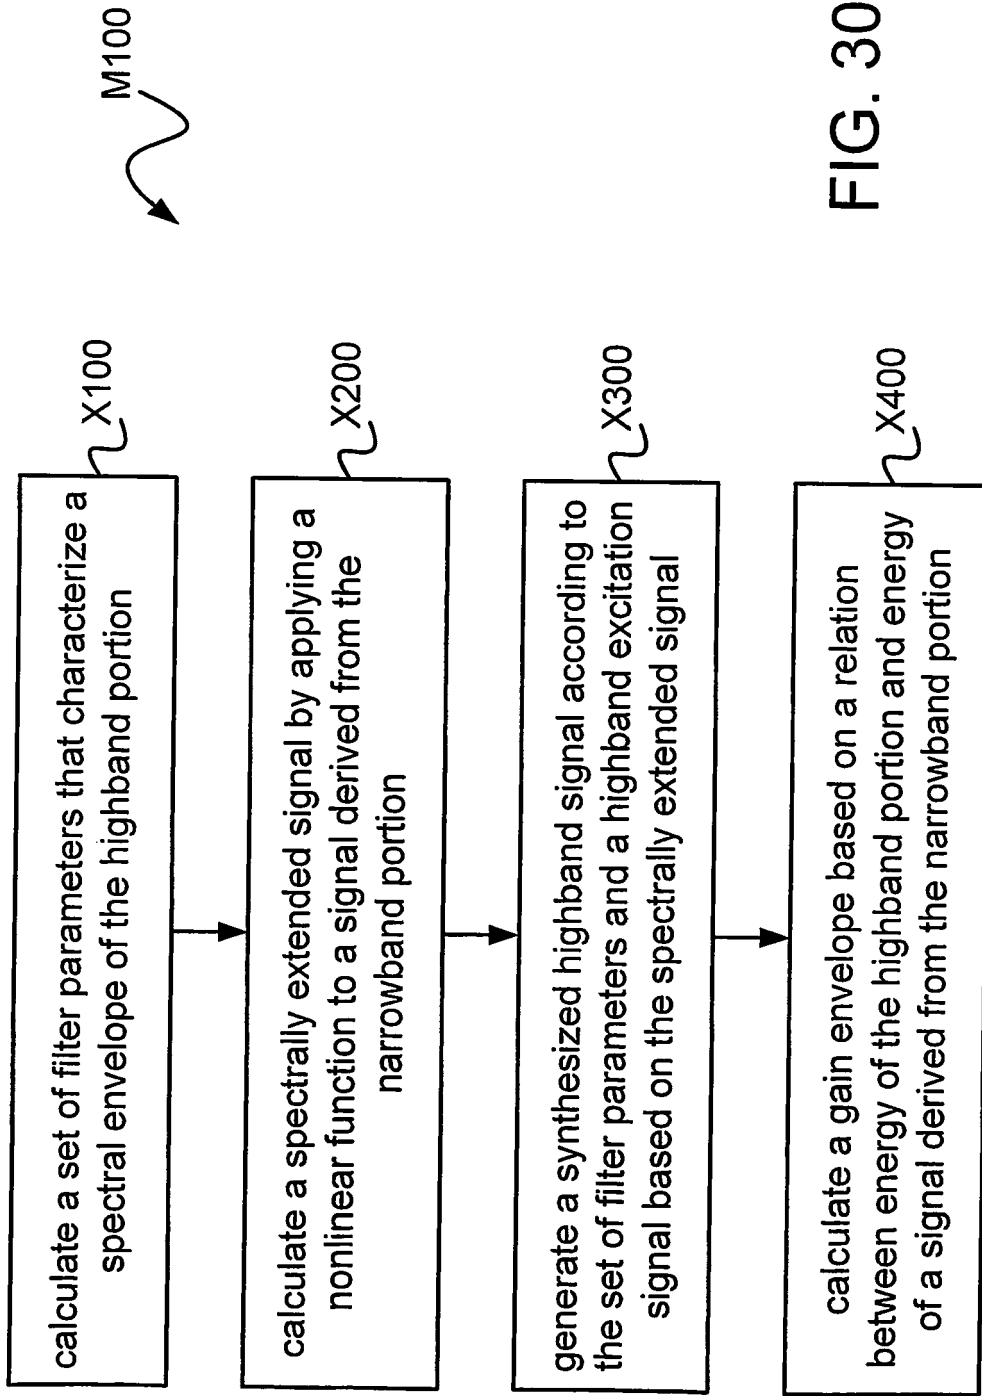 M100
calculate a set of filter parameters that characterize a
spectral envelope of the highband portion
X100
calculate a spectrally extended signal by applying a
nonlinear function to a signal derived from the
narrowband portion
X200
generate a synthesized highband signal according to
the set of filter parameters and a highband excitation
signal based on the spectrally extended signal
X300
calculate a gain envelope based on a relation
between energy of the highband portion and energy
of a signal derived from the narrowband portion
X400
FIG. 30